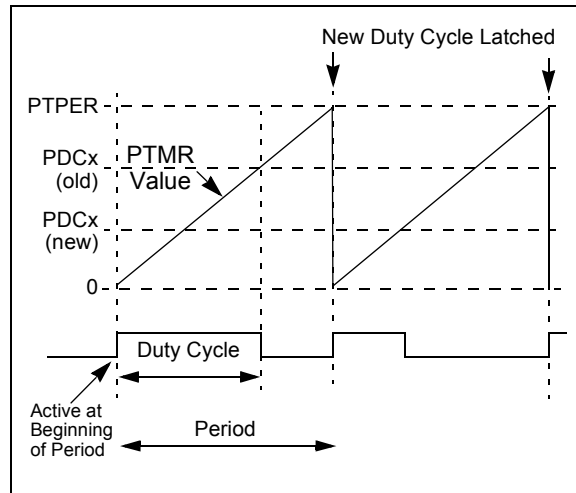 New Duty Cycle Latched
PTPER
PDCx
(old)
PTMR
Value
PDCx
(new)
0
Duty Cycle
Active at
Beginning
of Period
Period